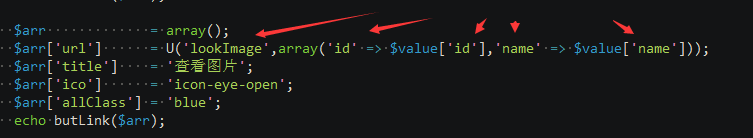 $arr = array();
$arr['url'] = U('lookImage',array('id' => $value['id'],'name' => $value['name']));
$arr['title'] = '查看图片';
$arr['ico'] = 'icon-eye-open';
$arr['allClass'] = 'blue';
echo butLink($arr);